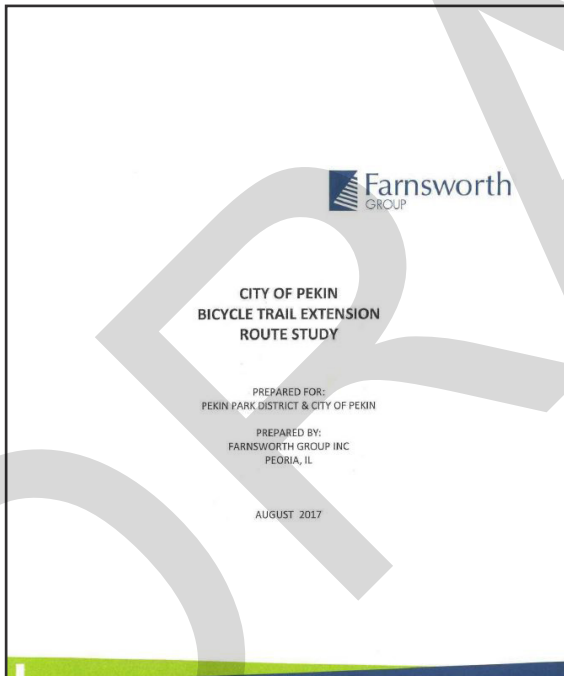 Farnsworth
GROUP
CITY OF PEKIN
BICYCLE TRAIL EXTENSION
ROUTE STUDY
PREPARED FOR:
PEKIN PARK DISTRICT & CITY OF PEKIN
PREPARED BY:
FARNSWORTH GROUP INC
PEORIA, IL
AUGUST 2017